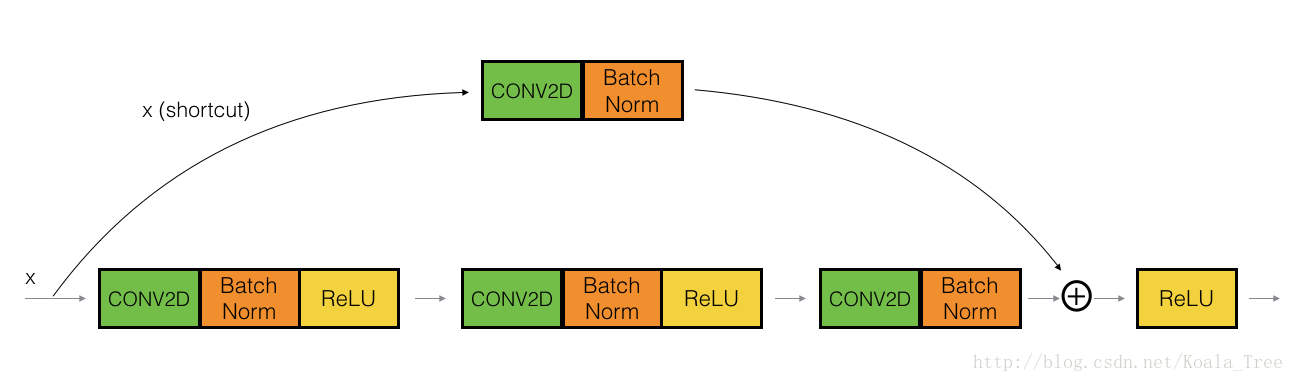 CONV2D
Batch
Norm
x (shortcut)
x
CONV2D
Batch
Norm
ReLU
CONV2D
Batch
Norm
ReLU
CONV2D
Batch
Norm
ReLU
http://blog.csdn.net/Koala_Tree